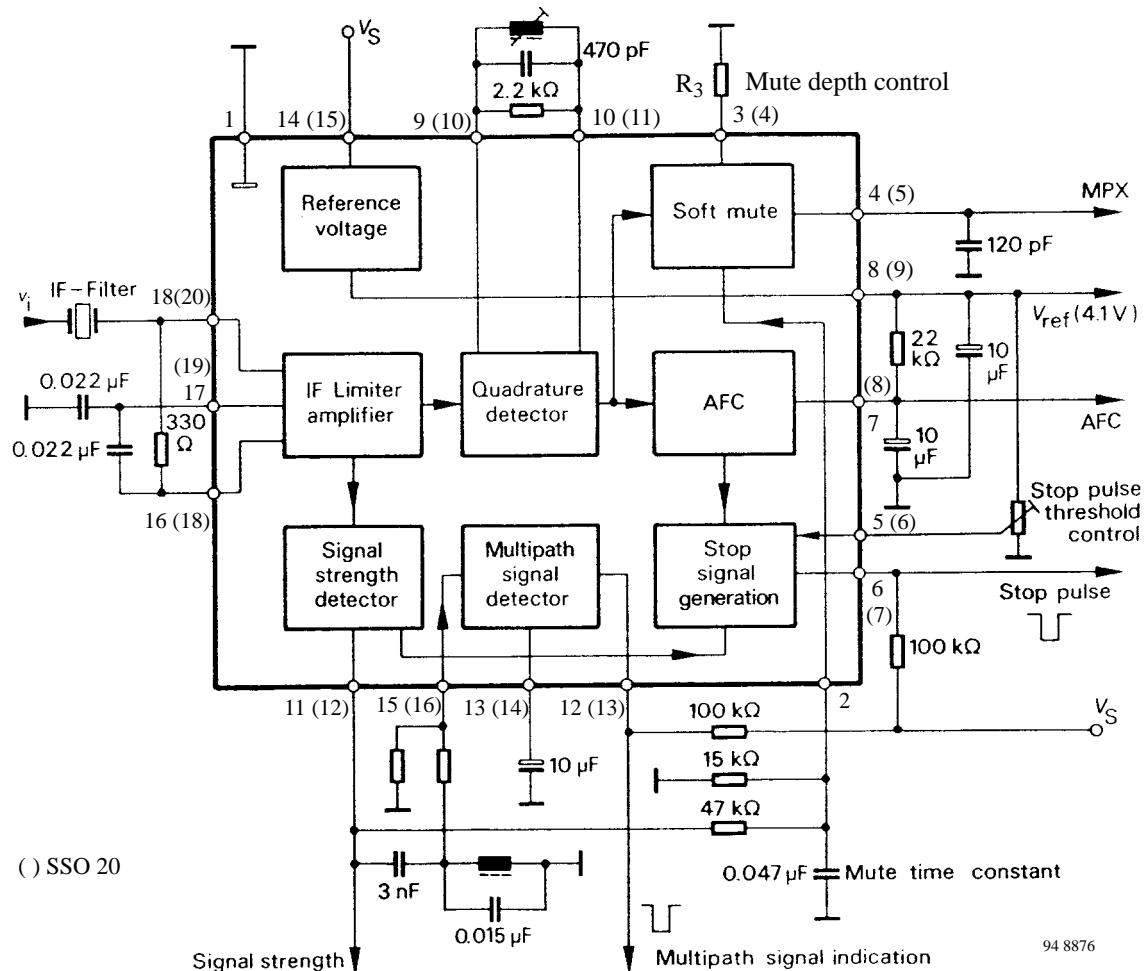 V_S
470 pF
2.2 kΩ
R_3
Mute depth control
1
14 (15)
9 (10)
10 (11)
3 (4)
Reference
voltage
Soft mute
4 (5)
MPX
120 pF
8 (9)
V_ref (4.1 V)
v_i
IF-Filter
18(20)
22
kΩ
10
µF
(19)
17
0.022 µF
330
Ω
0.022 µF
16 (18)
IF Limiter
amplifier
Quadrature
detector
AFC
(8)
7
AFC
10
µF
Stop pulse
threshold
control
5 (6)
Signal
strength
detector
Multipath
signal
detector
Stop
signal
generation
6
(7)
Stop pulse
100 kΩ
11 (12)
15 (16)
13 (14)
12 (13)
2
100 kΩ
V_S
10 µF
15 kΩ
47 kΩ
( ) SSO 20
3 nF
0.015 µF
0.047 µF
Mute time constant
Signal strength
Multipath signal indication
94 8876